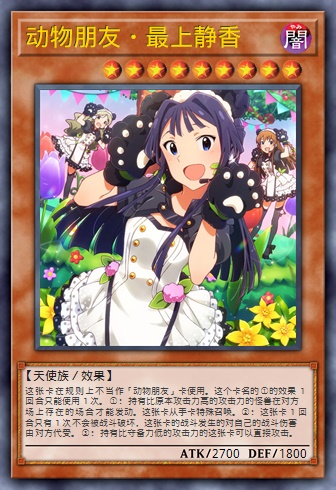 动物朋友·最上静香
闇
【天使族／效果】
这张卡在规则上不当作「动物朋友」卡使用。这个卡名的①的效果1
回合只能使用1次。①：持有比原本攻击力高的攻击力的怪兽在对方
场上存在的场合才能发动。这张卡从手卡特殊召唤。②：这张卡1回
合只有1次不会被战斗破坏，这张卡的战斗发生的对自己的战斗伤害
由对方代受。②：持有比守备力低的攻击力的这张卡可以直接攻击。
ATK/2700 DEF/1800